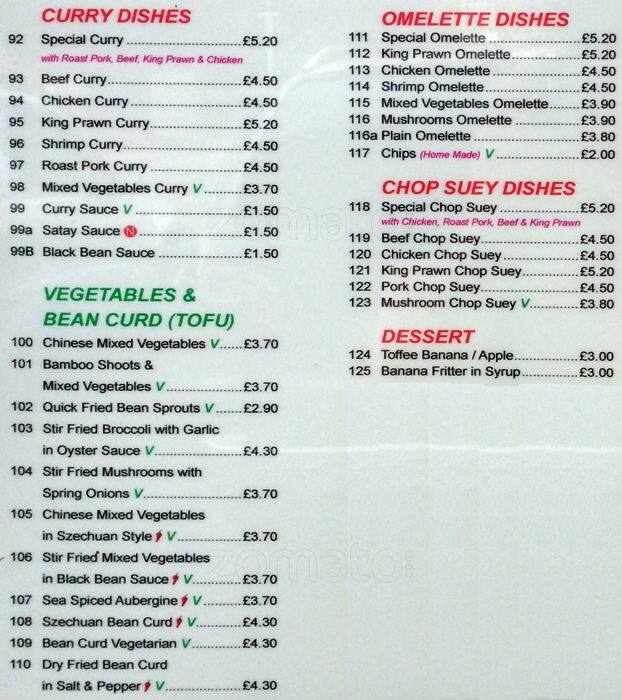 CURRY DISHES
92 Special Curry ..............................£5.20
with Roast Pork, Beef, King Prawn & Chicken
93 Beef Curry...................................£4.50
94 Chicken Curry .............................£4.50
95 King Prawn Curry........................£5.20
96 Shrimp Curry...............................£4.50
97 Roast Pork Curry ........................£4.50
98 Mixed Vegetables Curry V..........£3.70
99 Curry Sauce V............................£1.50
99a Satay Sauce N...........................£1.50
99B Black Bean Sauce ......................£1.50
VEGETABLES &
BEAN CURD (TOFU)
100 Chinese Mixed Vegetables V......£3.70
101 Bamboo Shoots &
Mixed Vegetables V....................£3.70
102 Quick Fried Bean Sprouts V.......£2.90
103 Stir Fried Broccoli with Garlic
in Oyster Sauce V.......................£4.30
104 Stir Fried Mushrooms with
Spring Onions V.........................£3.70
105 Chinese Mixed Vegetables
in Szechuan Style V..................£3.70
106 Stir Fried Mixed Vegetables
in Black Bean Sauce V..............£3.70
107 Sea Spiced Aubergine V...........£3.70
108 Szechuan Bean Curd V.............£4.30
109 Bean Curd Vegetarian V.............£4.30
110 Dry Fried Bean Curd
in Salt & Pepper V.....................£4.30
OMELETTE DISHES
111 Special Omelette........................£5.20
112 King Prawn Omelette..................£5.20
113 Chicken Omelette.......................£4.50
114 Shrimp Omelette.........................£4.50
115 Mixed Vegetables Omelette........£3.90
116 Mushrooms Omelette .................£3.90
116a Plain Omelette ...........................£3.80
117 Chips (Home Made) V....................£2.00
CHOP SUEY DISHES
118 Special Chop Suey .....................£5.20
with Chicken, Roast Pork, Beef & King Prawn
119 Beef Chop Suey..........................£4.50
120 Chicken Chop Suey.....................£4.50
121 King Prawn Chop Suey...............£5.20
122 Pork Chop Suey..........................£4.50
123 Mushroom Chop Suey V.............£3.80
DESSERT
124 Toffee Banana / Apple.................£3.00
125 Banana Fritter in Syrup...............£3.00
zomato
zomato.com